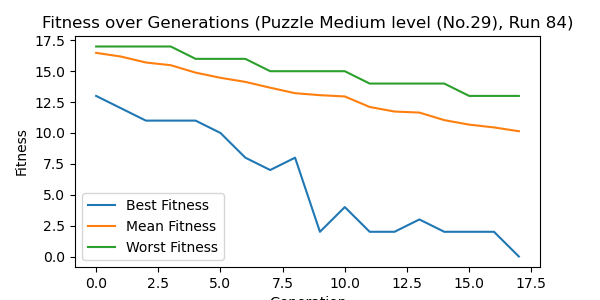 Fitness over Generations (Puzzle Medium level (No.29), Run 84)
17.5
15.0
12.5
10.0
7.5
5.0
2.5
0.0
Fitness
Best Fitness
Mean Fitness
Worst Fitness
0.0 2.5 5.0 7.5 10.0 12.5 15.0 17.5
Generation